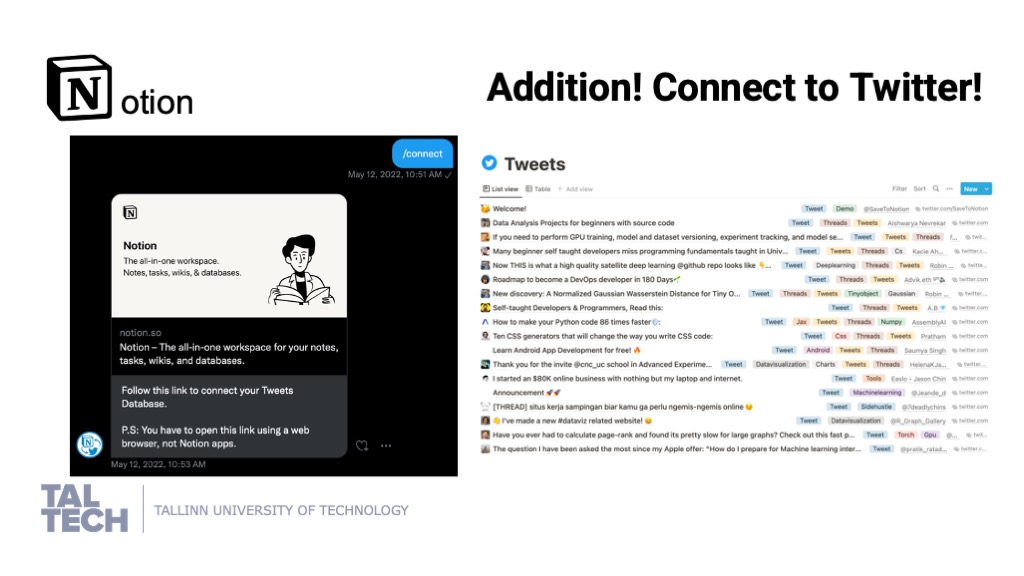 Notion
Addition! Connect to Twitter!
/connect
May 12, 2022, 10:51 AM
Notion
The all-in-one workspace.
Notes, tasks, wikis, & databases.
notion.so
Notion – The all-in-one workspace for your notes,
tasks, wikis, and databases.
Follow this link to connect your Tweets
Database.
P.S: You have to open this link using a web
browser, not Notion apps.
May 12, 2022, 10:53 AM
Tweets
List view Table + Add view Filter Sort ... New
Welcome! Tweet Demo @SaveToNotion twitter.com/SaveToNotion
Data Analysis Projects for beginners with source code Tweet Threads Tweets Aishwarya Nevrekar twitter.com
If you need to perform GPU training, model and dataset versioning, experiment tracking, and model se... Tweet Tweets Threads f... twitt...
Many beginner self taught developers miss programming fundamentals taught in Univ... Tweet Tweets Threads Cs Kacie Ah... twitter.c...
Now THIS is what a high quality satellite deep learning @github repo looks like 👇... Tweet Deeplearning Threads Tweets Robin ... twitte...
Roadmap to become a DevOps developer in 180 Days🌱 Tweet Threads Tweets Advik.eth twitter.com
New discovery: A Normalized Gaussian Wasserstein Distance for Tiny O... Tweet Threads Tweets Tinyobject Gaussian Robin ... twitter...
Self-taught Developers & Programmers, Read this: Tweet Tweets Threads A.B 💎 twitter.com
How to make your Python code 86 times faster💨: Tweet Jax Tweets Threads Numpy AssemblyAI twitter.com
Ten CSS generators that will change the way you write CSS code: Tweet Css Threads Tweets Pratham twitter.com
Learn Android App Development for free! 🔥 Tweet Android Tweets Threads Saumya Singh twitter.com
Thank you for the invite @cnc_uc school in Advanced Experime... Tweet Datavisualization Charts Tweets Threads HelenaKJa... twitter.c...
I started an $80K online business with nothing but my laptop and internet. Tweet Tools Easlo - Jason Chin twitter.com
Announcement 🚀🚀 Tweet Machinelearning @Jeande_d twitter.com
[THREAD] situs kerja sampingan biar kamu ga perlu ngemis-ngemis online Tweet Sidehustle @7deadlychins twitter.com
👋I've made a new #dataviz related website! Tweet Datavisualization @R_Graph_Gallery twitter.com
Have you ever had to calculate page-rank and found its pretty slow for large graphs? Check out this fast p... Tweet Torch Gpu @... twit...
The question I have been asked the most since my Apple offer: "How do I prepare for Machine learning inter... Tweet @pratik_ratad... twitter.c...
TAL
TECH
TALLINN UNIVERSITY OF TECHNOLOGY